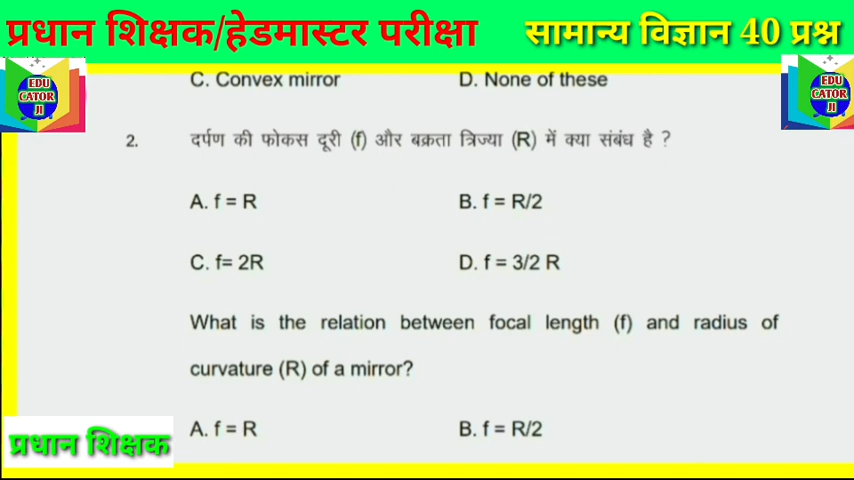 प्रधान शिक्षक/हेडमास्टर परीक्षा सामान्य विज्ञान 40 प्रश्न
EDU
CATOR
JI
EDU
CATOR
JI
C. Convex mirror D. None of these
2. दर्पण की फोकस दूरी (f) और बक्रता त्रिज्या (R) में क्या संबंध है ?
A. f = R B. f = R/2
C. f= 2R D. f = 3/2 R
What is the relation between focal length (f) and radius of
curvature (R) of a mirror?
A. f = R B. f = R/2
प्रधान शिक्षक